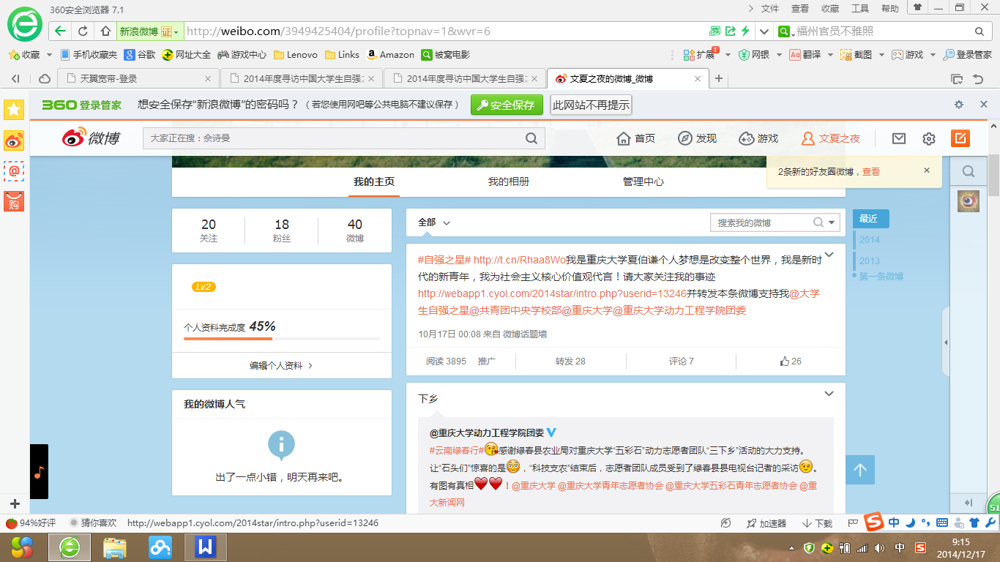 360安全浏览器 7.1
文件 查看 收藏 工具 帮助
新浪微博 证 http://weibo.com/3949425404/profile?topnav=1&wvr=6
福州官员不雅照
收藏 手机收藏夹 谷歌 网址大全 游戏中心 Lenovo Links Amazon 被窝电影
扩展 1 网银 翻译 截图 游戏 登录管家
天翼宽带-登录
2014年度寻访中国大学生自强
2014年度寻访中国大学生自强
文夏之夜的微博_微博
360 登录管家 想安全保存“新浪微博”的密码吗？（若您使用网吧等公共电脑不建议保存） 安全保存 此网站不再提示
微博 大家正在搜：佘诗曼 首页 发现 游戏 文夏之夜
2条新的好友圈微博，查看
我的主页 我的相册 管理中心
20 18 40
关注 粉丝 微博
Lv.2
个人资料完成度 45%
编辑个人资料
我的微博人气
出了一点小错，明天再来吧。
全部 搜索我的微博
#自强之星# http://t.cn/Rhaa8Wo我是重庆大学夏伯谦个人梦想是改变整个世界，我是新时
代的新青年，我为社会主义核心价值观代言！请大家关注我的事迹
http://webapp1.cyol.com/2014star/intro.php?userid=13246并转发本条微博支持我@大学
生自强之星@共青团中央学校部@重庆大学@重庆大学动力工程学院团委
10月17日 00:08 来自 微博话题墙
阅读 3895 推广 转发 28 评论 7 26
下乡
@重庆大学动力工程学院团委
#云南绿春行#感谢绿春县农业局对重庆大学“五彩石”动力志愿者团队“三下乡”活动的大力支持。
让“石头们”惊喜的是，“科技支农”结束后，志愿者团队成员受到了绿春县县电视台记者的采访。
有图有真相！@重庆大学 @重庆大学青年志愿者协会 @重庆大学五彩石青年志愿者协会 @重
大新闻网
最近
2014
2013
第一条微博
购
94%好评 猜你喜欢 http://webapp1.cyol.com/2014star/intro.php?userid=13246
加速器 下载 中
51
中
9:15
2014/12/17